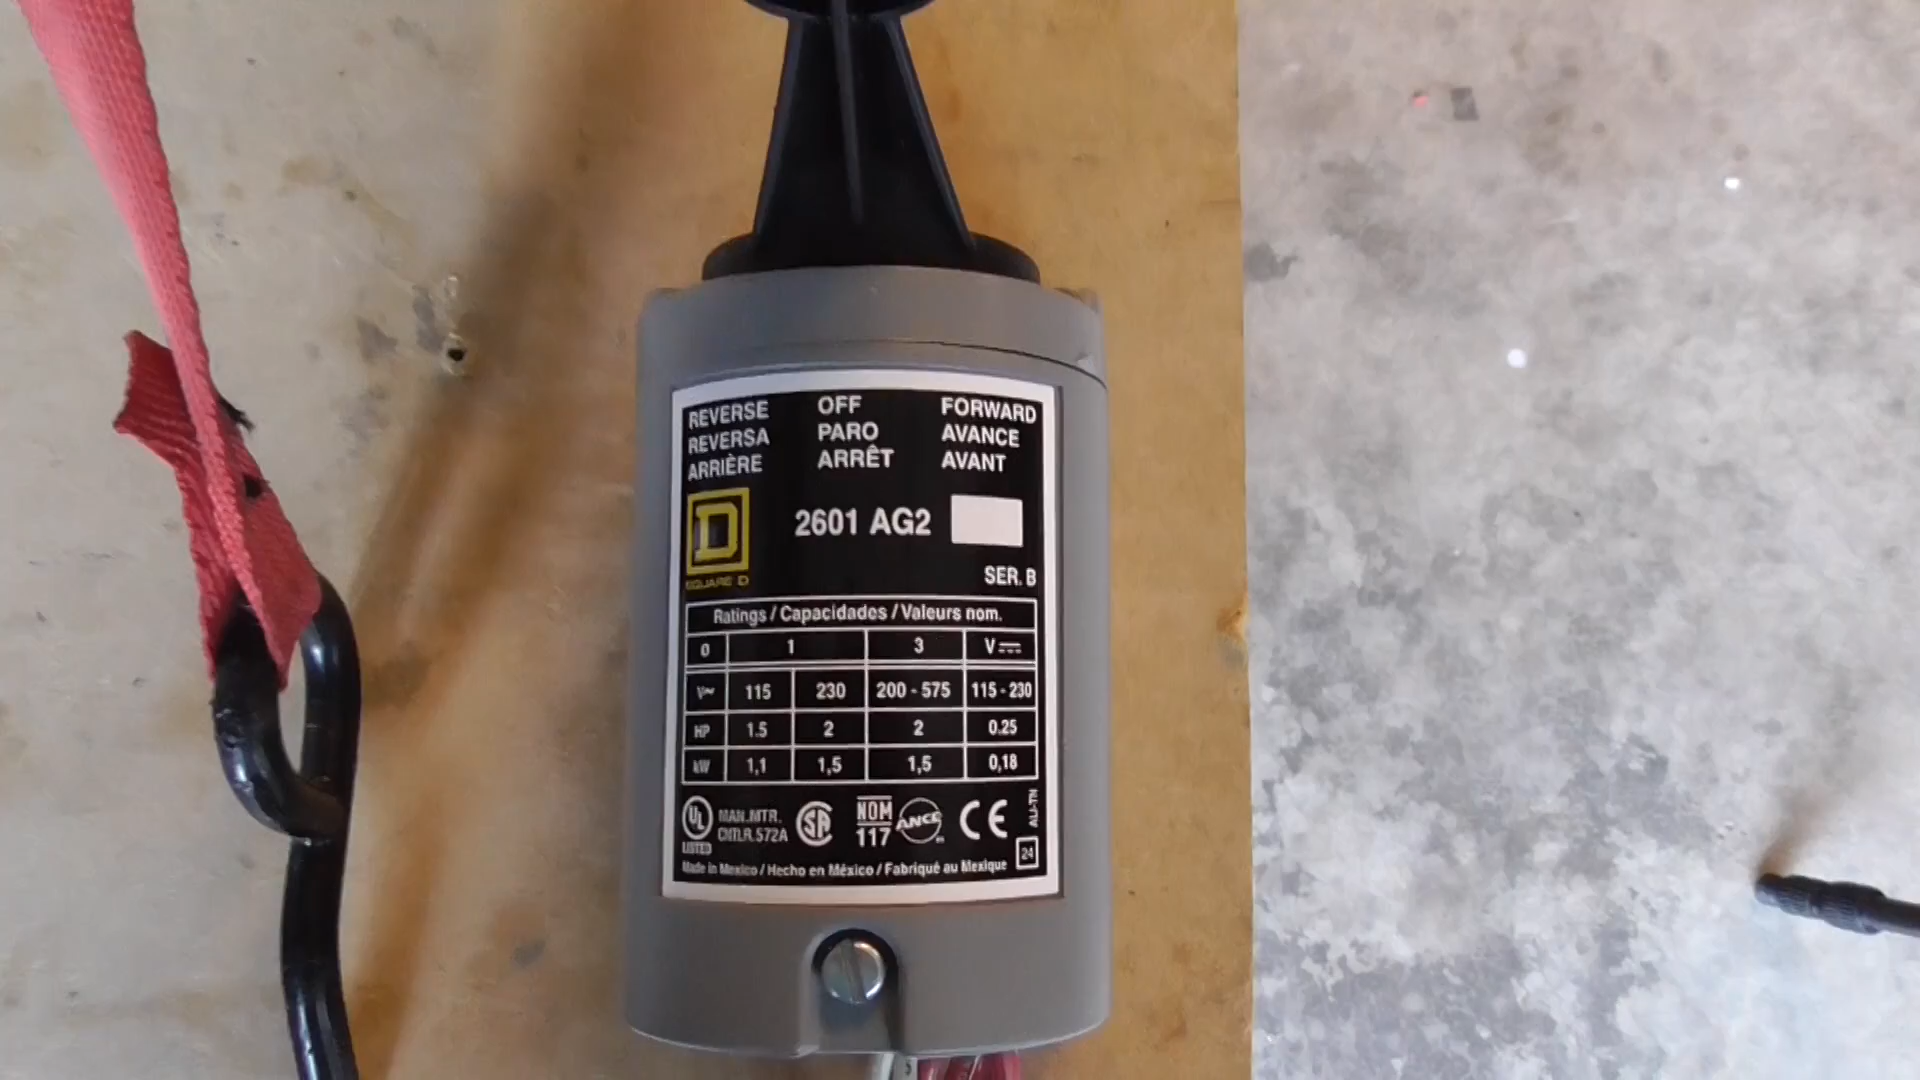 REVERSE OFF FORWARD
REVERSA PARO AVANCE
ARRIÈRE ARRÊT AVANT
D
SQUARE D
2601 AG2
SER. B
Ratings / Capacidades / Valeurs nom.
Ø 1 3 V⎓
V~ 115 230 200 - 575 115 - 230
HP 1.5 2 2 0.25
kW 1,1 1,5 1,5 0,18
UL LISTED
MAN.MTR.
CNTLR.572A
SA
NOM
117
ANCE
CE
24
Made in Mexico / Hecho en México / Fabriqué au Mexique